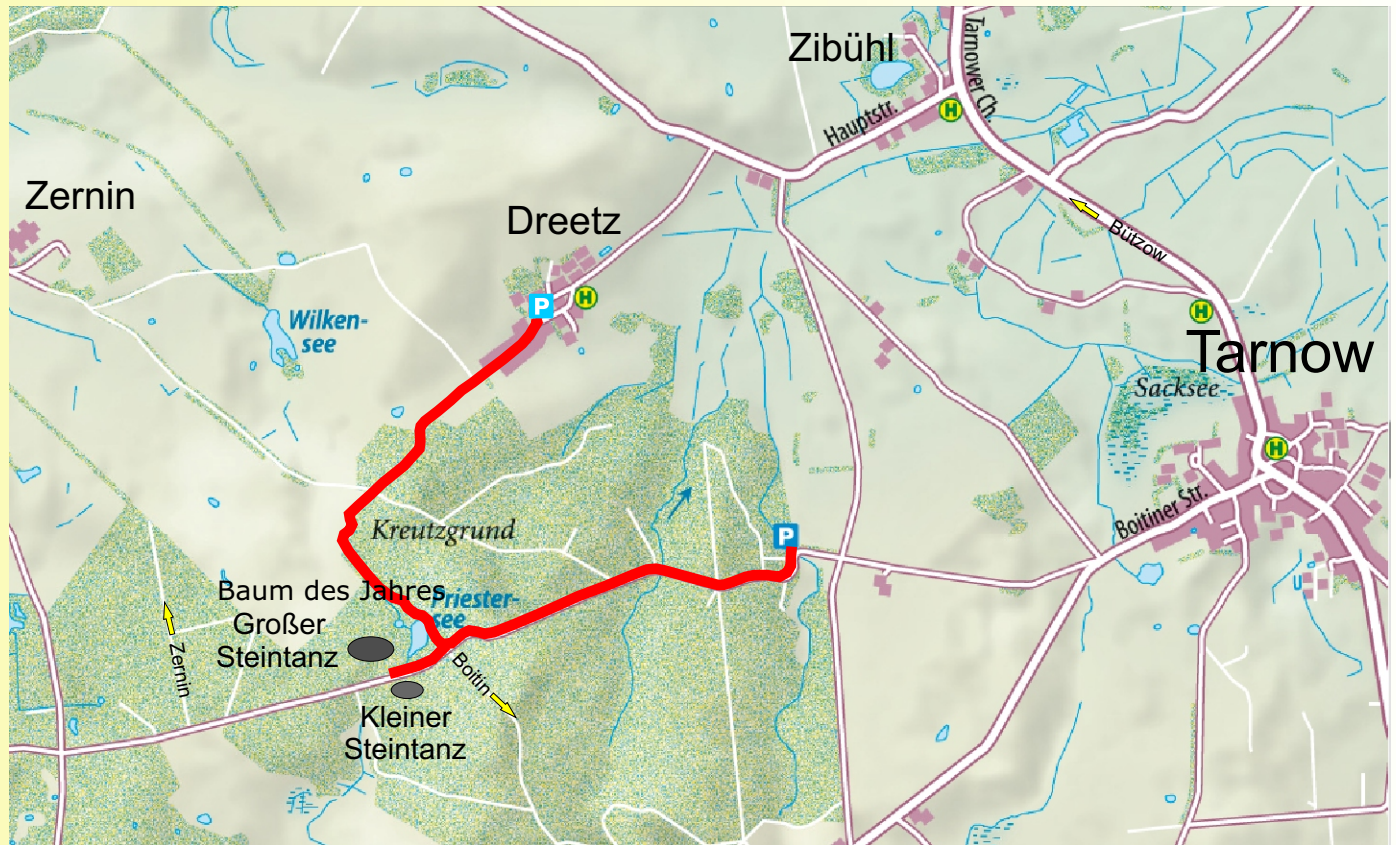 Zibühl
Tarnower Ch.
Hauptstr.
H
Zernin
Dreetz
Bützow
P
H
H
Wilken-
see
Tarnow
Sacksee
H
Boitiner Str.
Kreutzgrund
P
Baum des Jahres
Priester-
see
Großer
Steintanz
Zernin
Boitin
Kleiner
Steintanz